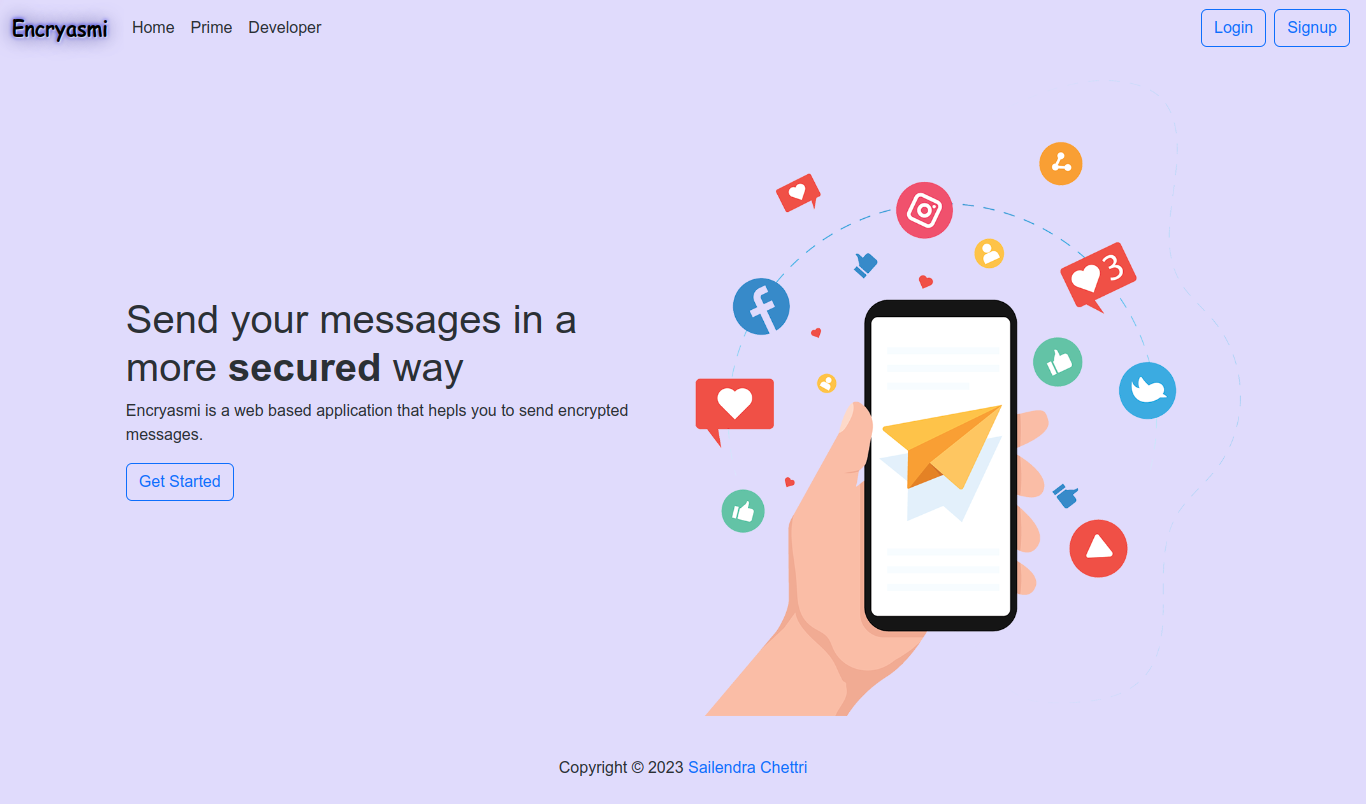 Encryasmi
Home Prime Developer
Login Signup
3
Send your messages in a
more secured way
Encryasmi is a web based application that hepls you to send encrypted
messages.
Get Started
Copyright © 2023 Sailendra Chettri